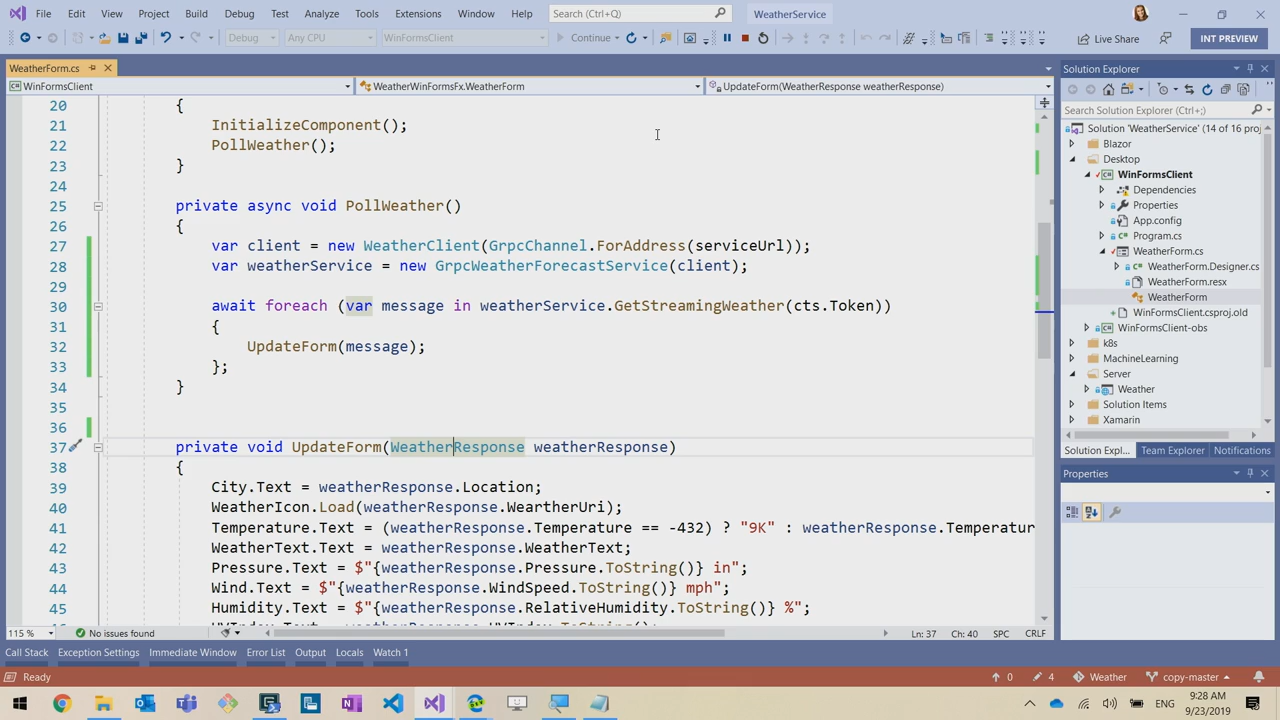 File Edit View Project Build Debug Test Analyze Tools Extensions Window Help Search (Ctrl+Q) WeatherService
Debug Any CPU WinFormsClient Continue Live Share INT PREVIEW
WeatherForm.cs
WinFormsClient WeatherWinFormsFx.WeatherForm UpdateForm(WeatherResponse weatherResponse)
20 {
21 InitializeComponent();
22 PollWeather();
23 }
24
25 private async void PollWeather()
26 {
27 var client = new WeatherClient(GrpcChannel.ForAddress(serviceUrl));
28 var weatherService = new GrpcWeatherForecastService(client);
29
30 await foreach (var message in weatherService.GetStreamingWeather(cts.Token))
31 {
32 UpdateForm(message);
33 };
34 }
35
36
37 private void UpdateForm(WeatherResponse weatherResponse)
38 {
39 City.Text = weatherResponse.Location;
40 WeatherIcon.Load(weatherResponse.WeartherUri);
41 Temperature.Text = (weatherResponse.Temperature == -432) ? "9K" : weatherResponse.Temperatur
42 WeatherText.Text = weatherResponse.WeatherText;
43 Pressure.Text = $"{weatherResponse.Pressure.ToString()} in";
44 Wind.Text = $"{weatherResponse.WindSpeed.ToString()} mph";
45 Humidity.Text = $"{weatherResponse.RelativeHumidity.ToString()} %";
115 % No issues found Ln: 37 Ch: 40 SPC CRLF
Solution Explorer
Search Solution Explorer (Ctrl+;)
Solution 'WeatherService' (14 of 16 proj
Blazor
Desktop
WinFormsClient
Dependencies
Properties
App.config
Program.cs
WeatherForm.cs
WeatherForm.Designer.cs
WeatherForm.resx
WeatherForm
WinFormsClient.csproj.old
WinFormsClient-obs
k8s
MachineLearning
Server
Weather
Solution Items
Xamarin
Solution Expl... Team Explorer Notifications
Properties
Call Stack Exception Settings Immediate Window Error List Output Locals Watch 1
Ready 0 4 Weather copy-master
ENG 9:28 AM
9/23/2019